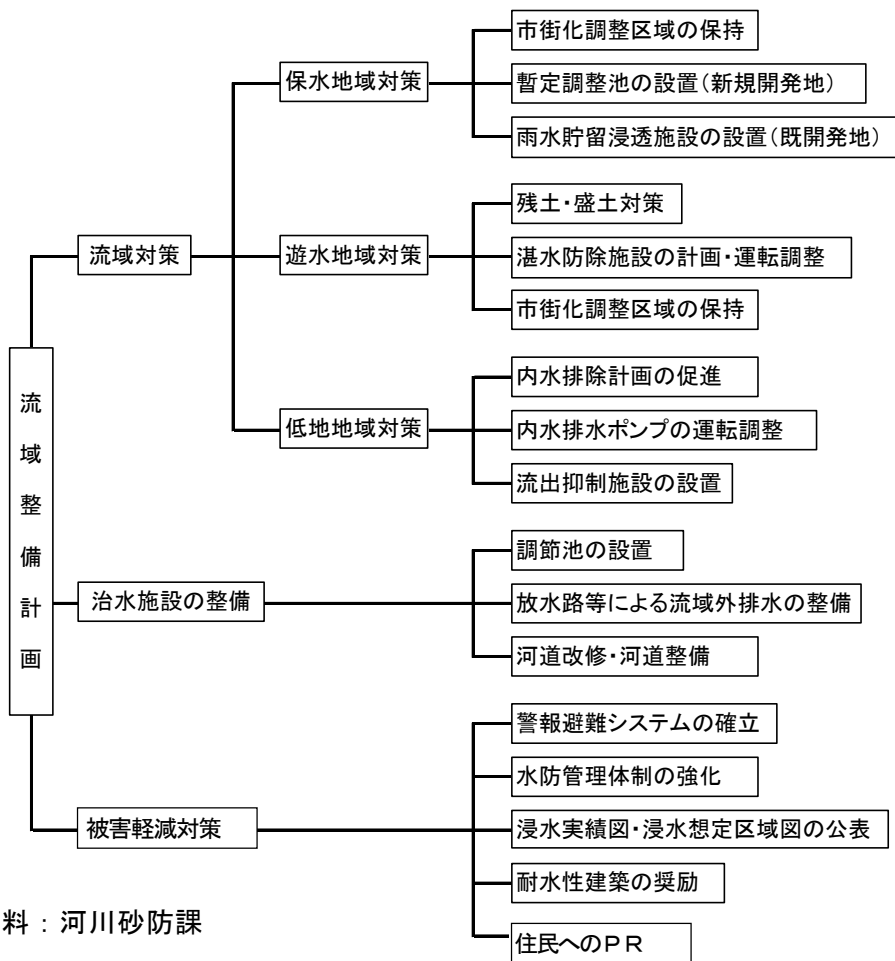 流域整備計画
流域対策
保水地域対策
市街化調整区域の保持
暫定調整池の設置(新規開発地)
雨水貯留浸透施設の設置(既開発地)
遊水地域対策
残土・盛土対策
湛水防除施設の計画・運転調整
市街化調整区域の保持
低地地域対策
内水排除計画の促進
内水排水ポンプの運転調整
流出抑制施設の設置
治水施設の整備
調節池の設置
放水路等による流域外排水の整備
河道改修・河道整備
被害軽減対策
警報避難システムの確立
水防管理体制の強化
浸水実績図・浸水想定区域図の公表
耐水性建築の奨励
住民へのPR
料:河川砂防課